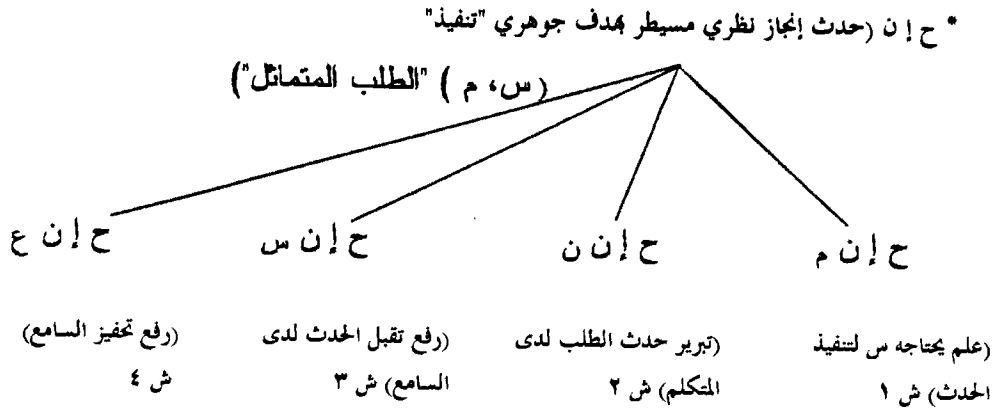 * ح إ ن (حدث إنجاز نظري مسيطر بهدف جوهري "تنفيذ"
(س، م) "الطلب المتماثل")
ح إ ن م ح إ ن ن ح إ ن س ح إ ن ع
(علم يحتاجه س لتنفيذ (تبرير حدث الطلب لدى (رفع تقبل الحدث لدى (رفع تحفيز السامع)
الحدث) ش ١ المتكلم) ش ٢ السامع) ش ٣ ش ٤